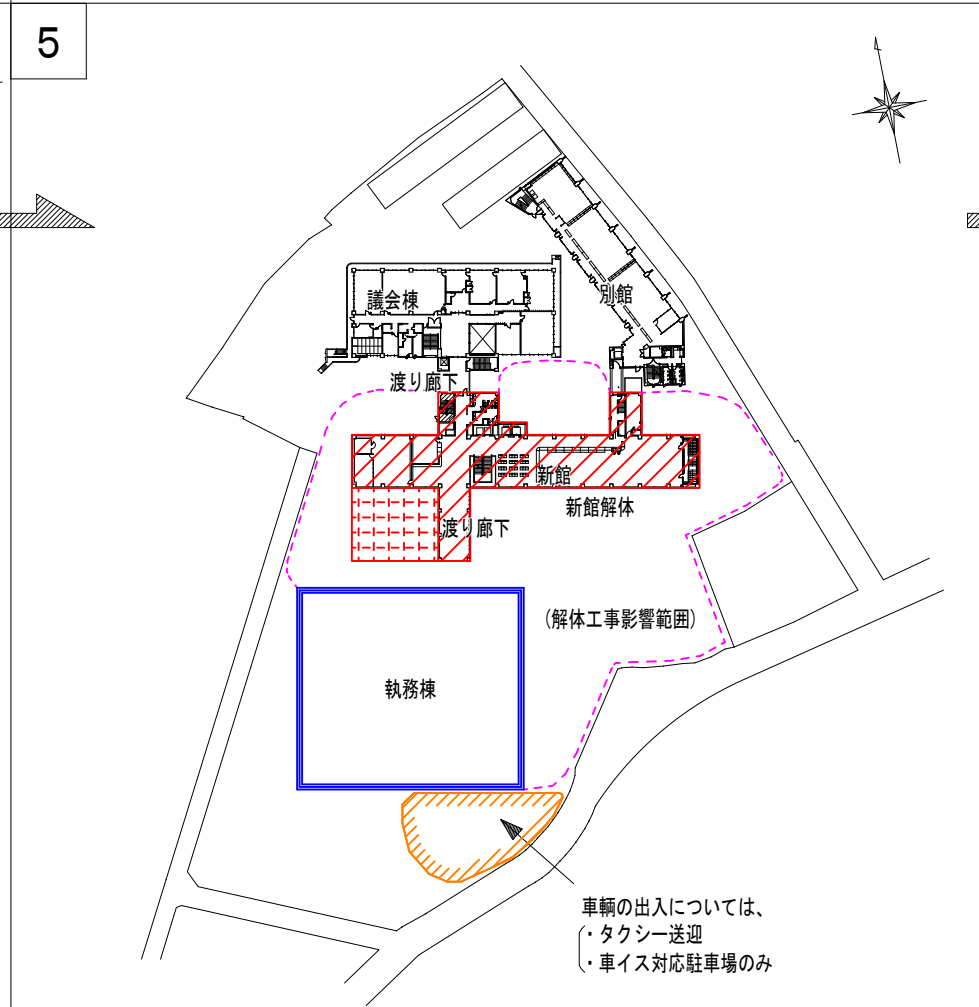 5
議会棟
別館
渡り廊下
新館
新館解体
渡り廊下
(解体工事影響範囲)
執務棟
車輌の出入については、
・タクシー送迎
・車イス対応駐車場のみ